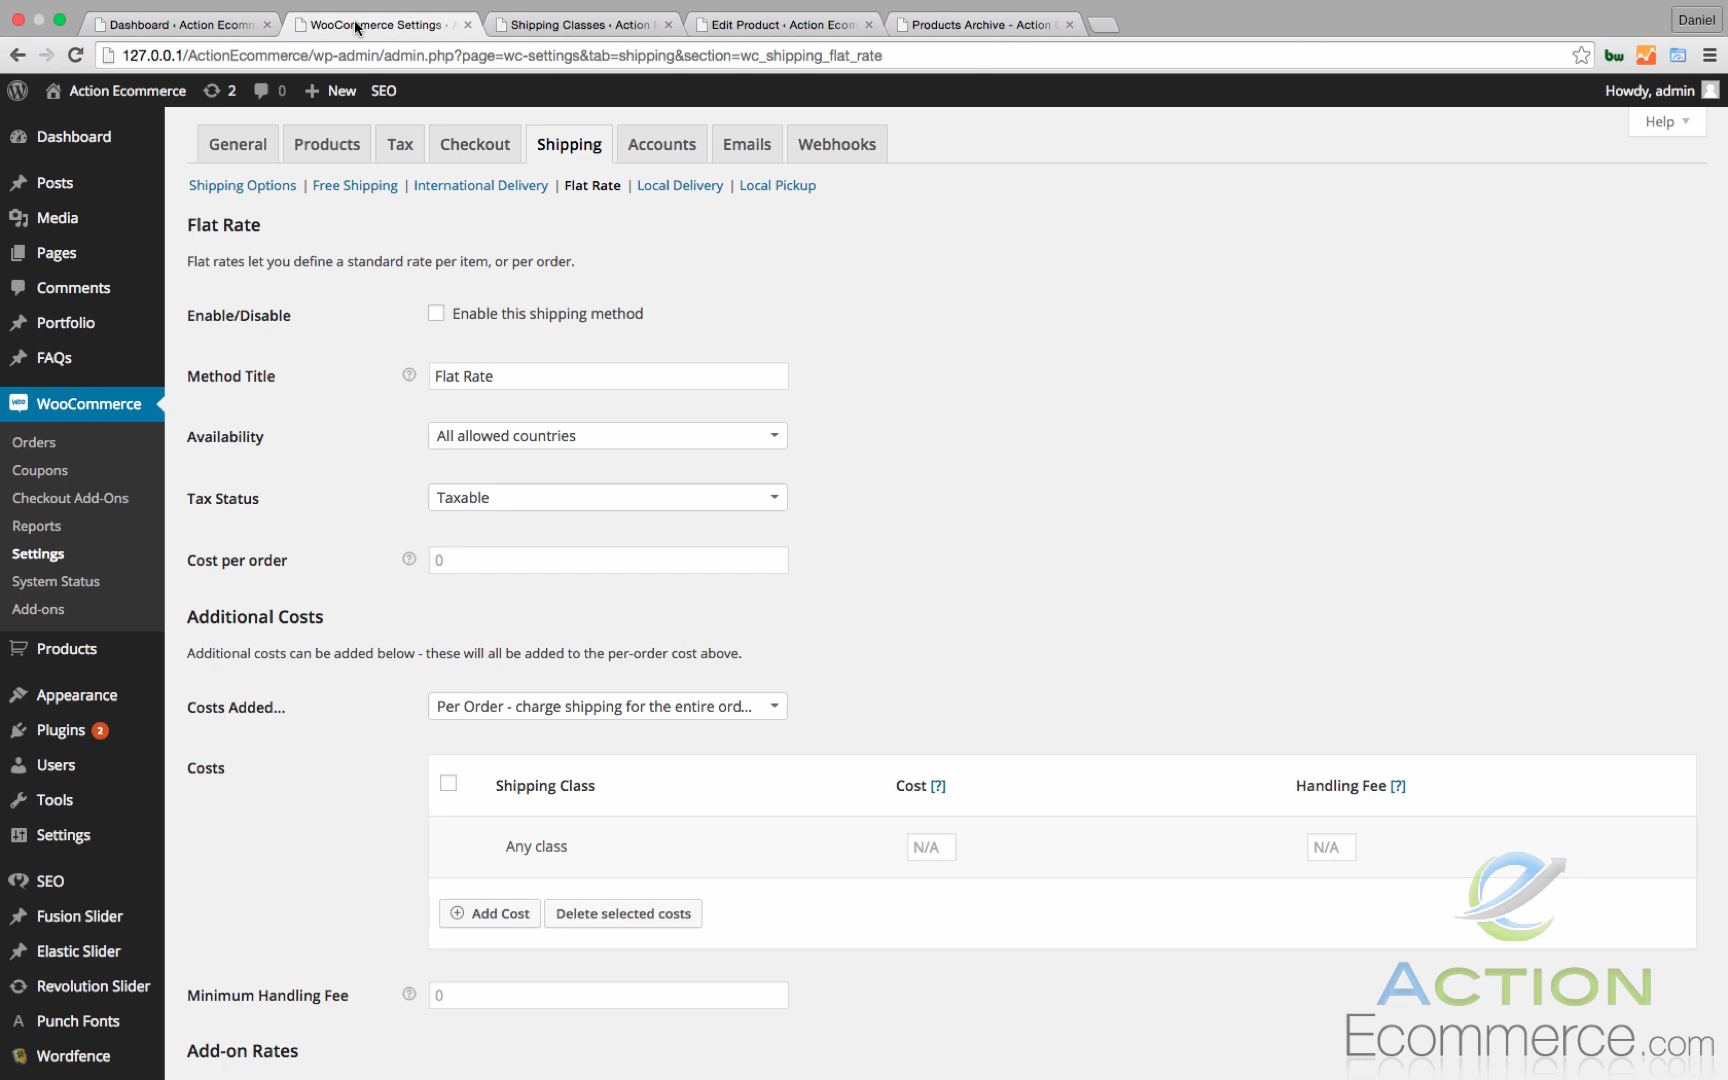 Dashboard ‹ Action Ecomm
WooCommerce Settings ‹
Shipping Classes ‹ Action
Edit Product ‹ Action Ecom
Products Archive - Action
Daniel
127.0.0.1/ActionEcommerce/wp-admin/admin.php?page=wc-settings&tab=shipping&section=wc_shipping_flat_rate
bw
Action Ecommerce 2 0 New SEO
Howdy, admin
Help
Dashboard
Posts
Media
Pages
Comments
Portfolio
FAQs
woo WooCommerce
Orders
Coupons
Checkout Add-Ons
Reports
Settings
System Status
Add-ons
Products
Appearance
Plugins 2
Users
Tools
Settings
SEO
Fusion Slider
Elastic Slider
Revolution Slider
A Punch Fonts
Wordfence
General
Products
Tax
Checkout
Shipping
Accounts
Emails
Webhooks
Shipping Options | Free Shipping | International Delivery | Flat Rate | Local Delivery | Local Pickup
Flat Rate
Flat rates let you define a standard rate per item, or per order.
Enable/Disable
Enable this shipping method
Method Title
Flat Rate
Availability
All allowed countries
Tax Status
Taxable
Cost per order
0
Additional Costs
Additional costs can be added below - these will all be added to the per-order cost above.
Costs Added...
Per Order - charge shipping for the entire ord...
Costs
Shipping Class
Cost [?]
Handling Fee [?]
Any class
N/A
N/A
Add Cost
Delete selected costs
Minimum Handling Fee
0
Add-on Rates
ACTION
Ecommerce.com